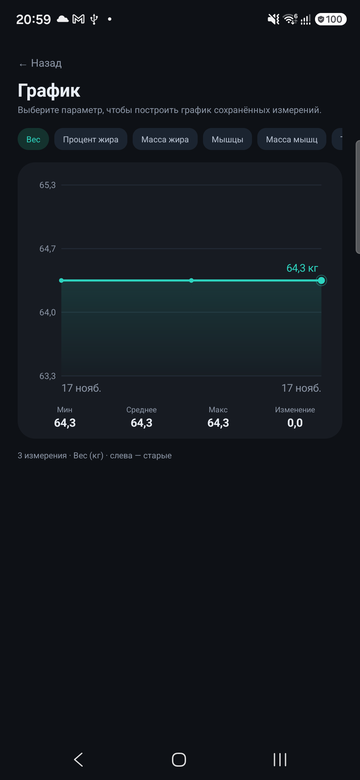 20:59
100
← Назад
График
Выберите параметр, чтобы построить график сохранённых измерений.
Вес
Процент жира
Масса жира
Мышцы
Масса мышц
65,3
64,7
64,3 кг
64,0
63,3
17 нояб.
17 нояб.
Мин
Среднее
Макс
Изменение
64,3
64,3
64,3
0,0
3 измерения · Вес (кг) · слева — старые